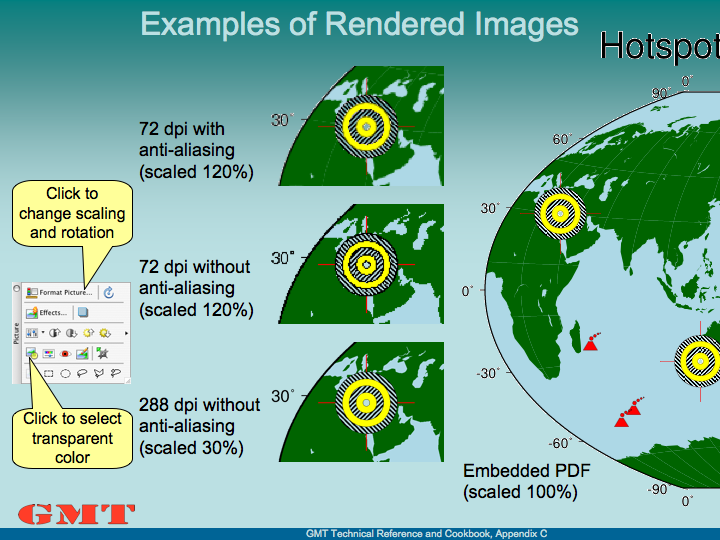 Examples of Rendered Images
Hotspot
72 dpi with
anti-aliasing
(scaled 120%)
30°
Click to
change scaling
and rotation
72 dpi without
anti-aliasing
(scaled 120%)
30°
Picture
Format Picture...
Effects...
Click to select
transparent
color
288 dpi without
anti-aliasing
(scaled 30%)
30°
0°
90°
60°
30°
0°
-30°
-60°
-90
0°
Embedded PDF
(scaled 100%)
GMT
GMT Technical Reference and Cookbook, Appendix C